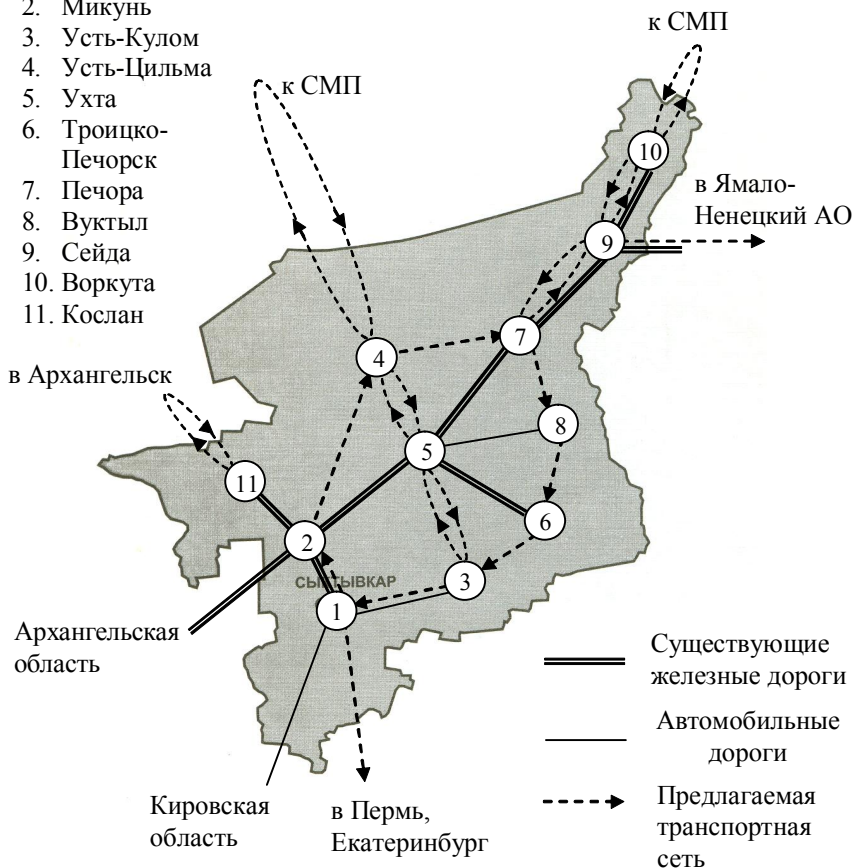 2. Микунь
3. Усть-Кулом
4. Усть-Цильма
5. Ухта
6. Троицко-
Печорск
7. Печора
8. Вуктыл
9. Сейда
10. Воркута
11. Кослан
к СМП
к СМП
10
в Ямало-
Ненецкий АО
9
7
4
в Архангельск
8
5
11
6
2
3
СЫКТЫВКАР
1
Архангельская
область
Кировская
область
в Пермь,
Екатеринбург
Существующие
железные дороги
Автомобильные
дороги
Предлагаемая
транспортная
сеть